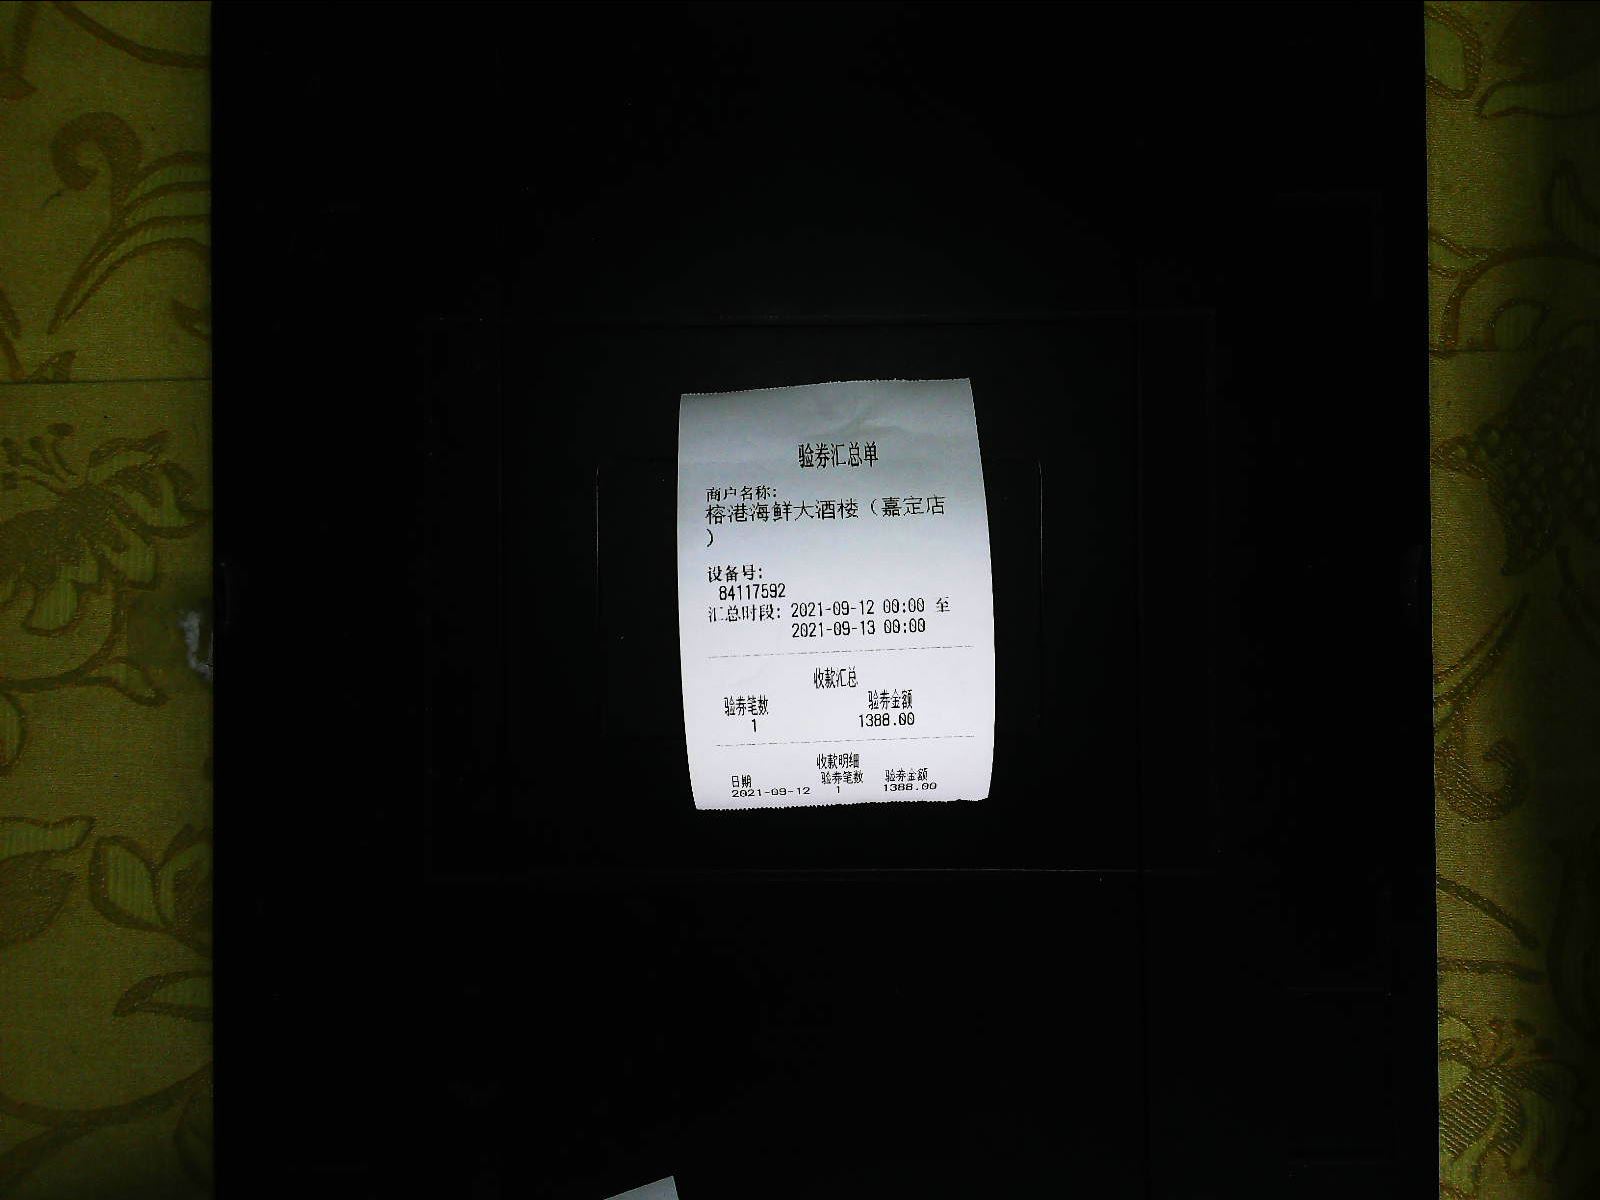 验券汇总单
商户名称:
榕港海鲜大酒楼（嘉定店
）
设备号:
84117592
汇总时段: 2021-09-12 00:00 至
2021-09-13 00:00
收款汇总
验券笔数 验券金额
1 1388.00
收款明细
日期 验券笔数 验券金额
2021-09-12 1 1388.00